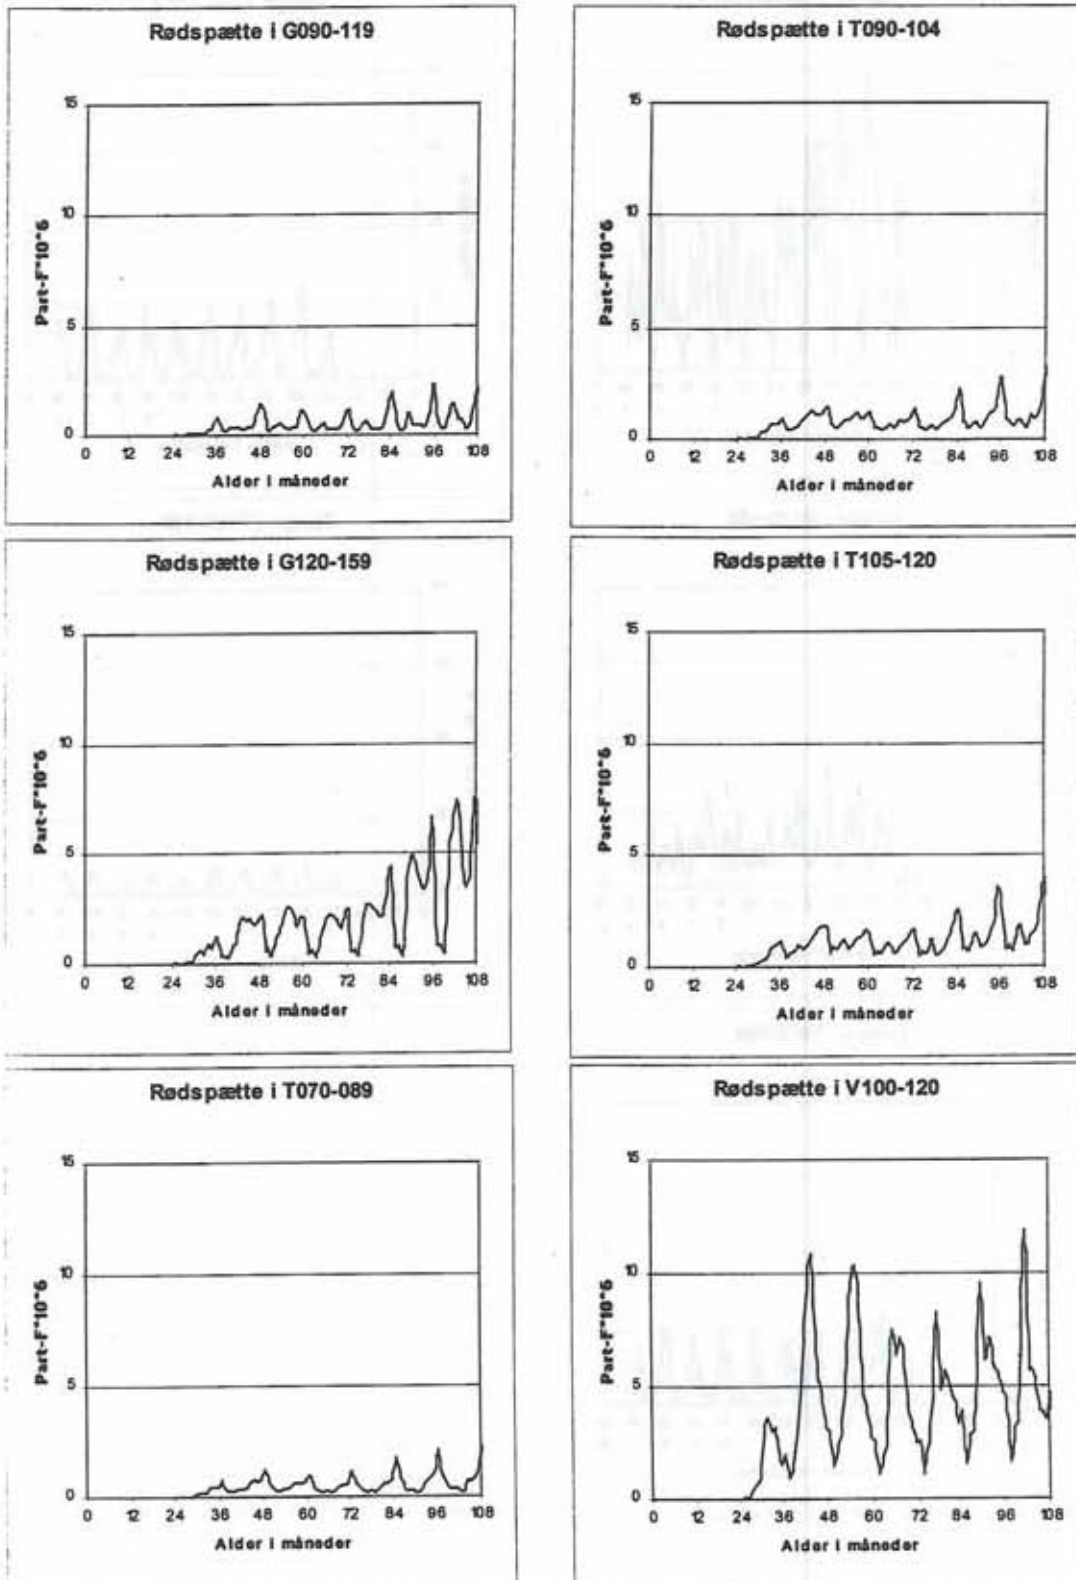 Rødspætte i G090-119
15
10
5
0
Part-F*10^6
0 12 24 36 48 60 72 84 96 108
Alder i måneder
Rødspætte i T090-104
15
10
5
0
Part-F*10^6
0 12 24 36 48 60 72 84 96 108
Alder i måneder
Rødspætte i G120-159
15
10
5
0
Part-F*10^6
0 12 24 36 48 60 72 84 96 108
Alder i måneder
Rødspætte i T105-120
15
10
5
0
Part-F*10^6
0 12 24 36 48 60 72 84 96 108
Alder i måneder
Rødspætte i T070-089
15
10
5
0
Part-F*10^6
0 12 24 36 48 60 72 84 96 108
Alder i måneder
Rødspætte i V100-120
15
10
5
0
Part-F*10^6
0 12 24 36 48 60 72 84 96 108
Alder i måneder